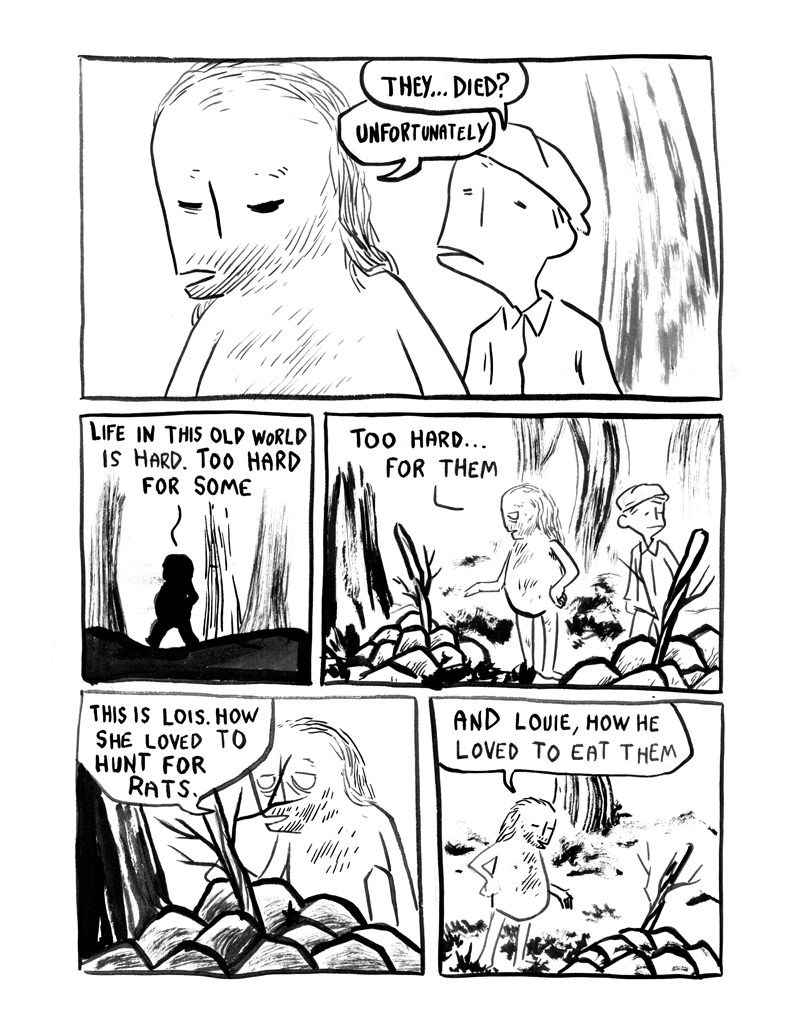 THEY... DIED?
UNFORTUNATELY
LIFE IN THIS OLD WORLD
IS HARD. TOO HARD
FOR SOME
TOO HARD...
FOR THEM
THIS IS LOIS. HOW
SHE LOVED TO
HUNT FOR
RATS.
AND LOUIE, HOW HE
LOVED TO EAT THEM